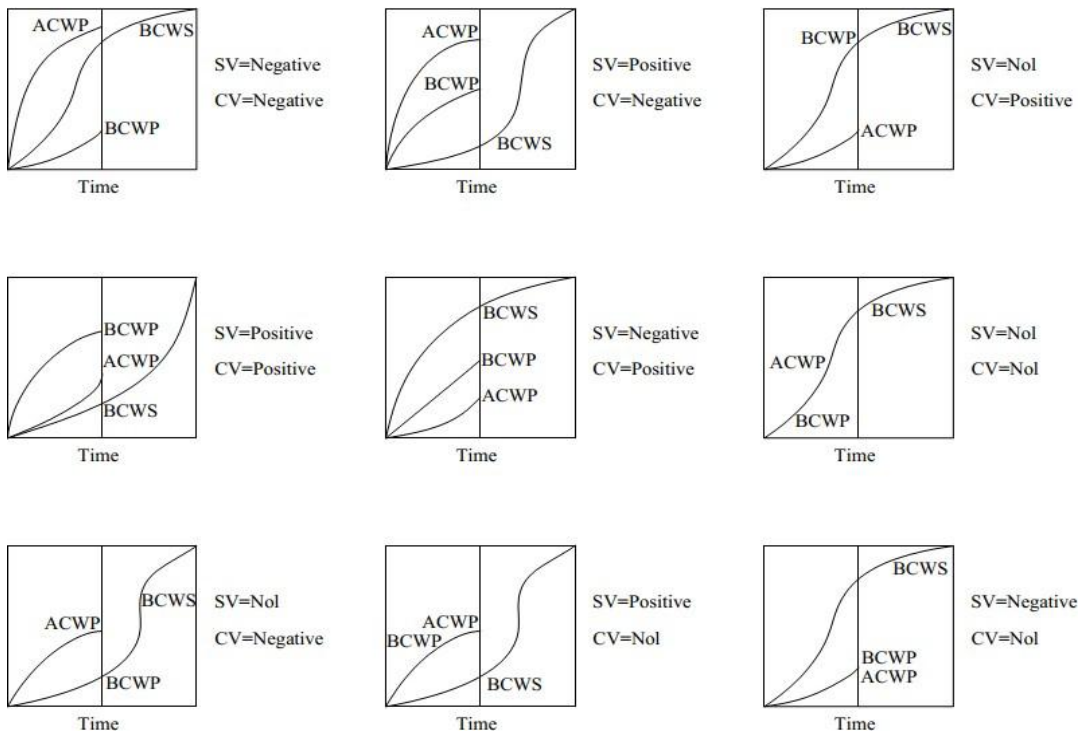 ACWP
BCWS
BCWP
SV=Negative
CV=Negative
Time
ACWP
BCWP
BCWS
SV=Positive
CV=Negative
Time
BCWP
BCWS
ACWP
SV=Nol
CV=Positive
Time
BCWP
ACWP
BCWS
SV=Positive
CV=Positive
Time
BCWS
BCWP
ACWP
SV=Negative
CV=Positive
Time
BCWS
ACWP
BCWP
SV=Nol
CV=Nol
Time
BCWS
ACWP
BCWP
SV=Nol
CV=Negative
Time
ACWP
BCWP
BCWS
SV=Positive
CV=Nol
Time
BCWS
BCWP
ACWP
SV=Negative
CV=Nol
Time